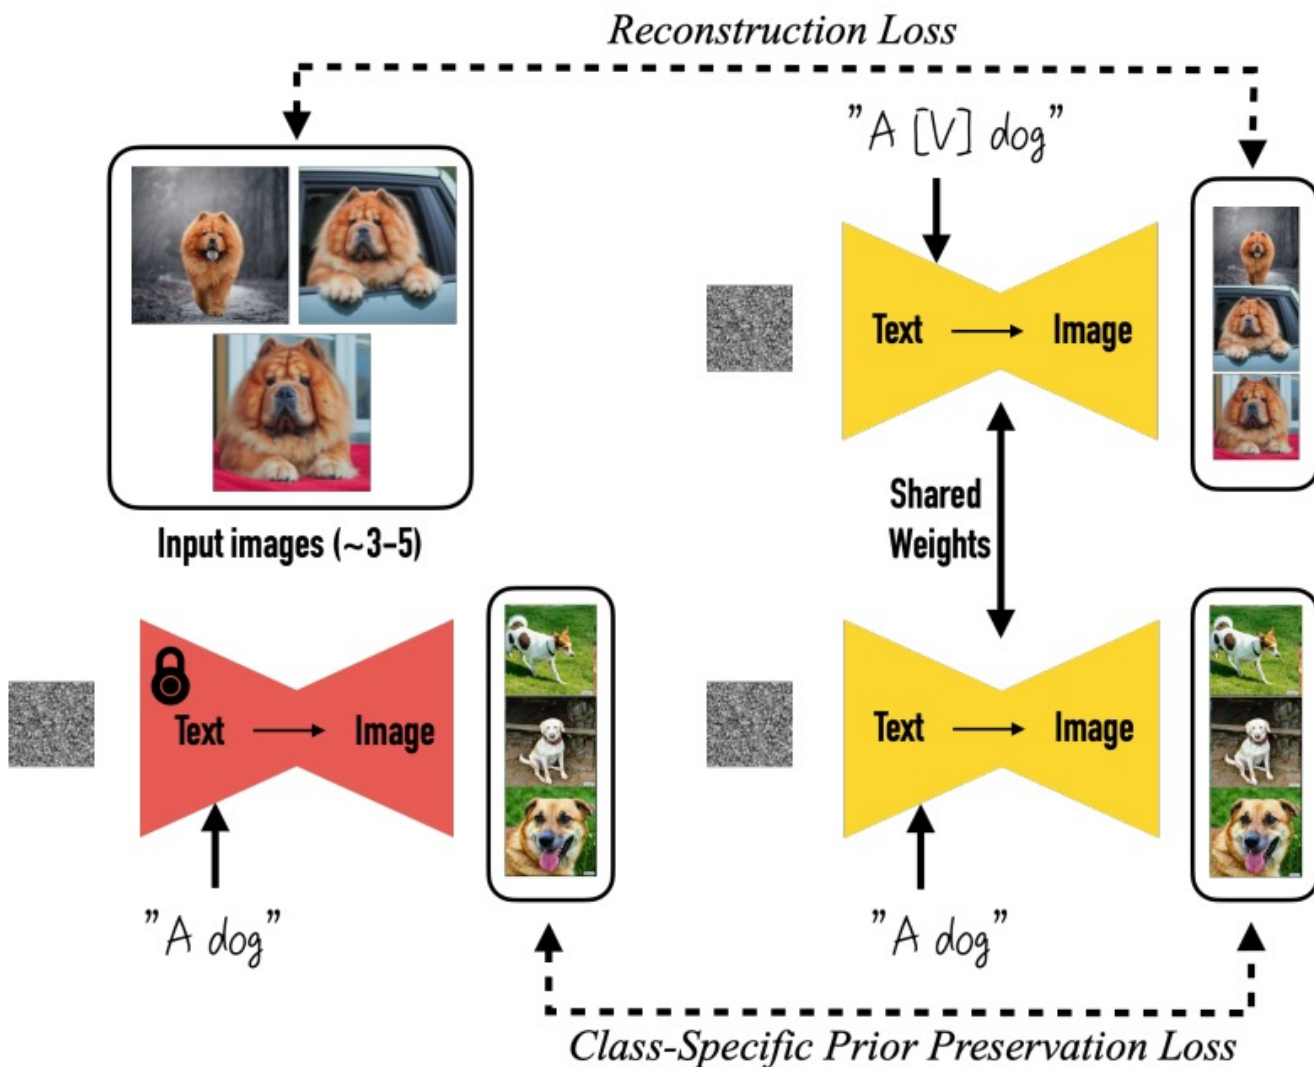 Reconstruction Loss
"A [V] dog"
Text → Image
Shared
Weights
Input images (~3-5)
Text → Image
Text → Image
"A dog"
"A dog"
Class-Specific Prior Preservation Loss